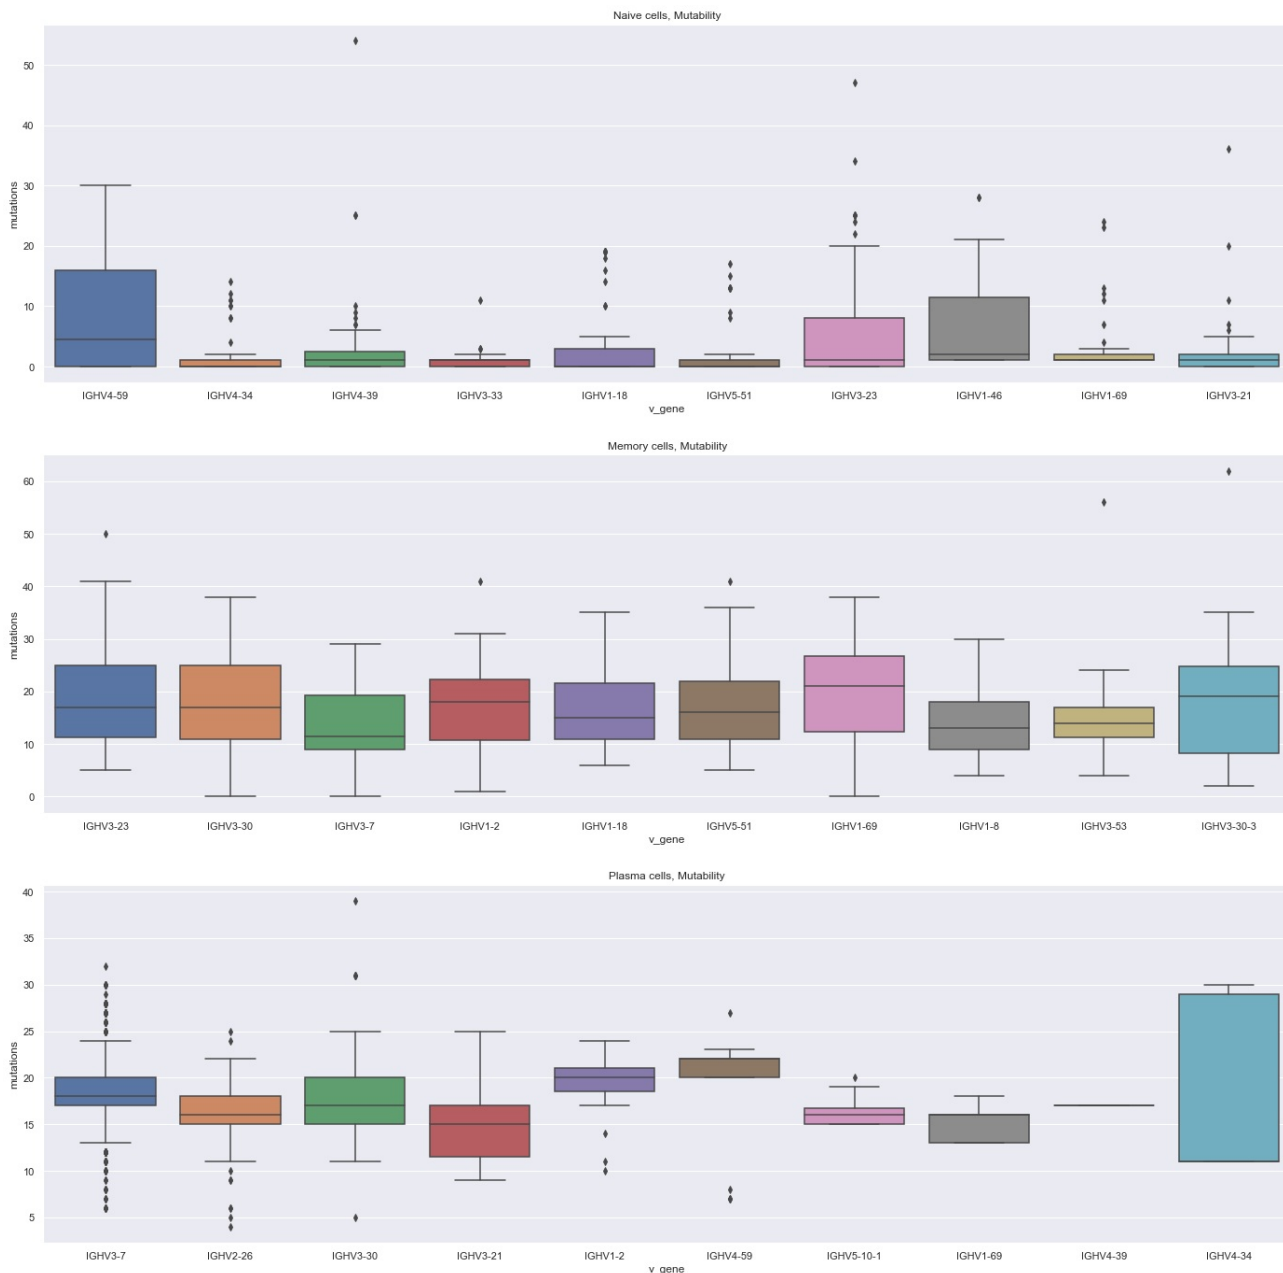 Naive cells, Mutability
50
40
30
20
10
0
mutations
IGHV4-59 IGHV4-34 IGHV4-39 IGHV3-33 IGHV1-18 IGHV5-51 IGHV3-23 IGHV1-46 IGHV1-69 IGHV3-21
v_gene
Memory cells, Mutability
60
50
40
30
20
10
0
mutations
IGHV3-23 IGHV3-30 IGHV3-7 IGHV1-2 IGHV1-18 IGHV5-51 IGHV1-69 IGHV1-8 IGHV3-53 IGHV3-30-3
v_gene
Plasma cells, Mutability
40
35
30
25
20
15
10
5
mutations
IGHV3-7 IGHV2-26 IGHV3-30 IGHV3-21 IGHV1-2 IGHV4-59 IGHV5-10-1 IGHV1-69 IGHV4-39 IGHV4-34
v_gene